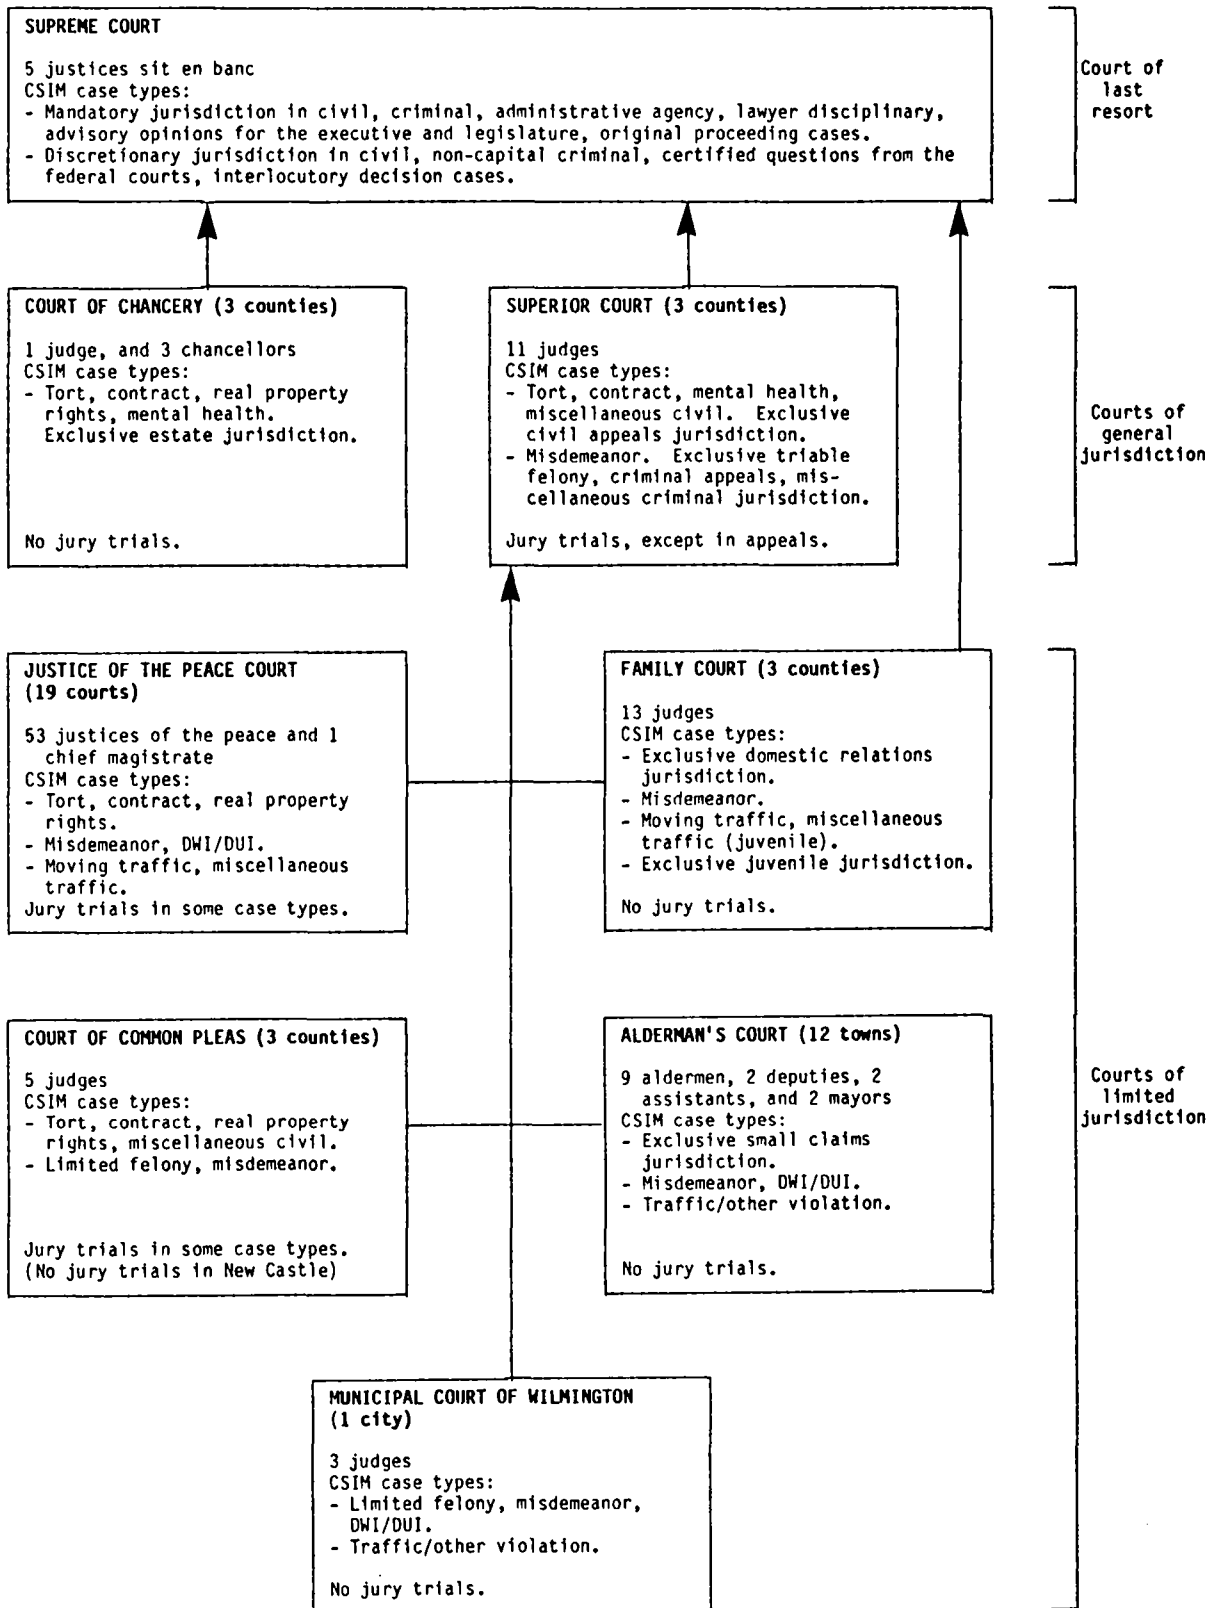 SUPREME COURT
5 justices sit en banc
CSIM case types:
- Mandatory jurisdiction in civil, criminal, administrative agency, lawyer disciplinary,
advisory opinions for the executive and legislature, original proceeding cases.
- Discretionary jurisdiction in civil, non-capital criminal, certified questions from the
federal courts, interlocutory decision cases.
Court of
last
resort
COURT OF CHANCERY (3 counties)
1 judge, and 3 chancellors
CSIM case types:
- Tort, contract, real property
rights, mental health.
Exclusive estate jurisdiction.
No jury trials.
SUPERIOR COURT (3 counties)
11 judges
CSIM case types:
- Tort, contract, mental health,
miscellaneous civil. Exclusive
civil appeals jurisdiction.
- Misdemeanor. Exclusive triable
felony, criminal appeals, mis-
cellaneous criminal jurisdiction.
Jury trials, except in appeals.
Courts of
general
jurisdiction
JUSTICE OF THE PEACE COURT
(19 courts)
53 justices of the peace and 1
chief magistrate
CSIM case types:
- Tort, contract, real property
rights.
- Misdemeanor, DWI/DUI.
- Moving traffic, miscellaneous
traffic.
Jury trials in some case types.
FAMILY COURT (3 counties)
13 judges
CSIM case types:
- Exclusive domestic relations
jurisdiction.
- Misdemeanor.
- Moving traffic, miscellaneous
traffic (juvenile).
- Exclusive juvenile jurisdiction.
No jury trials.
COURT OF COMMON PLEAS (3 counties)
5 judges
CSIM case types:
- Tort, contract, real property
rights, miscellaneous civil.
- Limited felony, misdemeanor.
Jury trials in some case types.
(No jury trials in New Castle)
ALDERMAN'S COURT (12 towns)
9 aldermen, 2 deputies, 2
assistants, and 2 mayors
CSIM case types:
- Exclusive small claims
jurisdiction.
- Misdemeanor, DWI/DUI.
- Traffic/other violation.
No jury trials.
Courts of
limited
jurisdiction
MUNICIPAL COURT OF WILMINGTON
(1 city)
3 judges
CSIM case types:
- Limited felony, misdemeanor,
DWI/DUI.
- Traffic/other violation.
No jury trials.